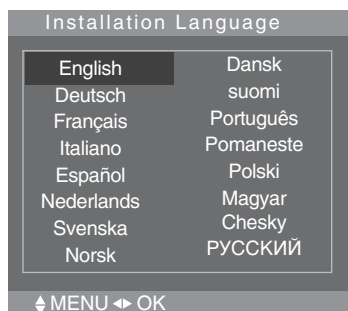 Installation Language
English
Deutsch
Français
Italiano
Español
Nederlands
Svenska
Norsk
Dansk
suomi
Português
Pomaneste
Polski
Magyar
Chesky
РУССКИЙ
MENU OK